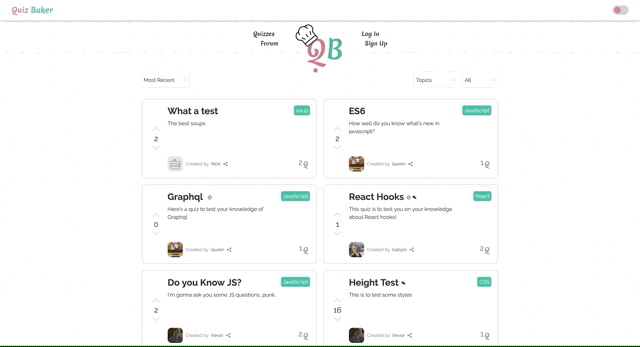 Quiz Baker
Quizzes
Forum
QB
Log In
Sign Up
Most Recent
Topics
All
What a test
soup
The best soups
2
Created by Nick
2
ES6
JavaScript
How well do you know what's new in
javascript?
2
Created by lauren
1
Graphql
JavaScript
Here's a quiz to test your knowledge of
Graphql
0
Created by lauren
1
React Hooks
React
This quiz is to test you on your knowledge
about React hooks!
1
Created by
2
Do you Know JS?
JavaScript
I'm gonna ask you some JS questions, punk.
2
Created by trevor
2
Height Test
CSS
This is to test some styles
16
Created by trevor
1